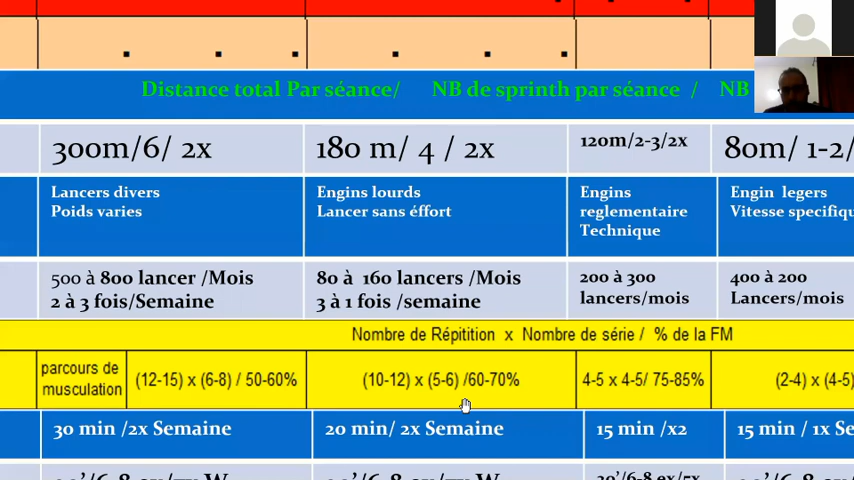 Distance total Par séance/ NB de sprinth par séance / NB
300m/6/ 2x
180 m/ 4 / 2x
120m/2-3/2x
80m/ 1-2/
Lancers divers
Poids varies
Engins lourds
Lancer sans éffort
Engins
reglementaire
Technique
Engin legers
Vitesse specifiqu
500 à 800 lancer /Mois
2 à 3 fois/Semaine
80 à 160 lancers /Mois
3 à 1 fois /semaine
200 à 300
lancers/mois
400 à 200
Lancers/mois
Nombre de Répitition x Nombre de série / % de la FM
parcours de
musculation
(12-15) x (6-8) / 50-60%
(10-12) x (5-6) /60-70%
4-5 x 4-5/ 75-85%
(2-4) x (4-5)
30 min /2x Semaine
20 min/ 2x Semaine
15 min /x2
15 min / 1x Se